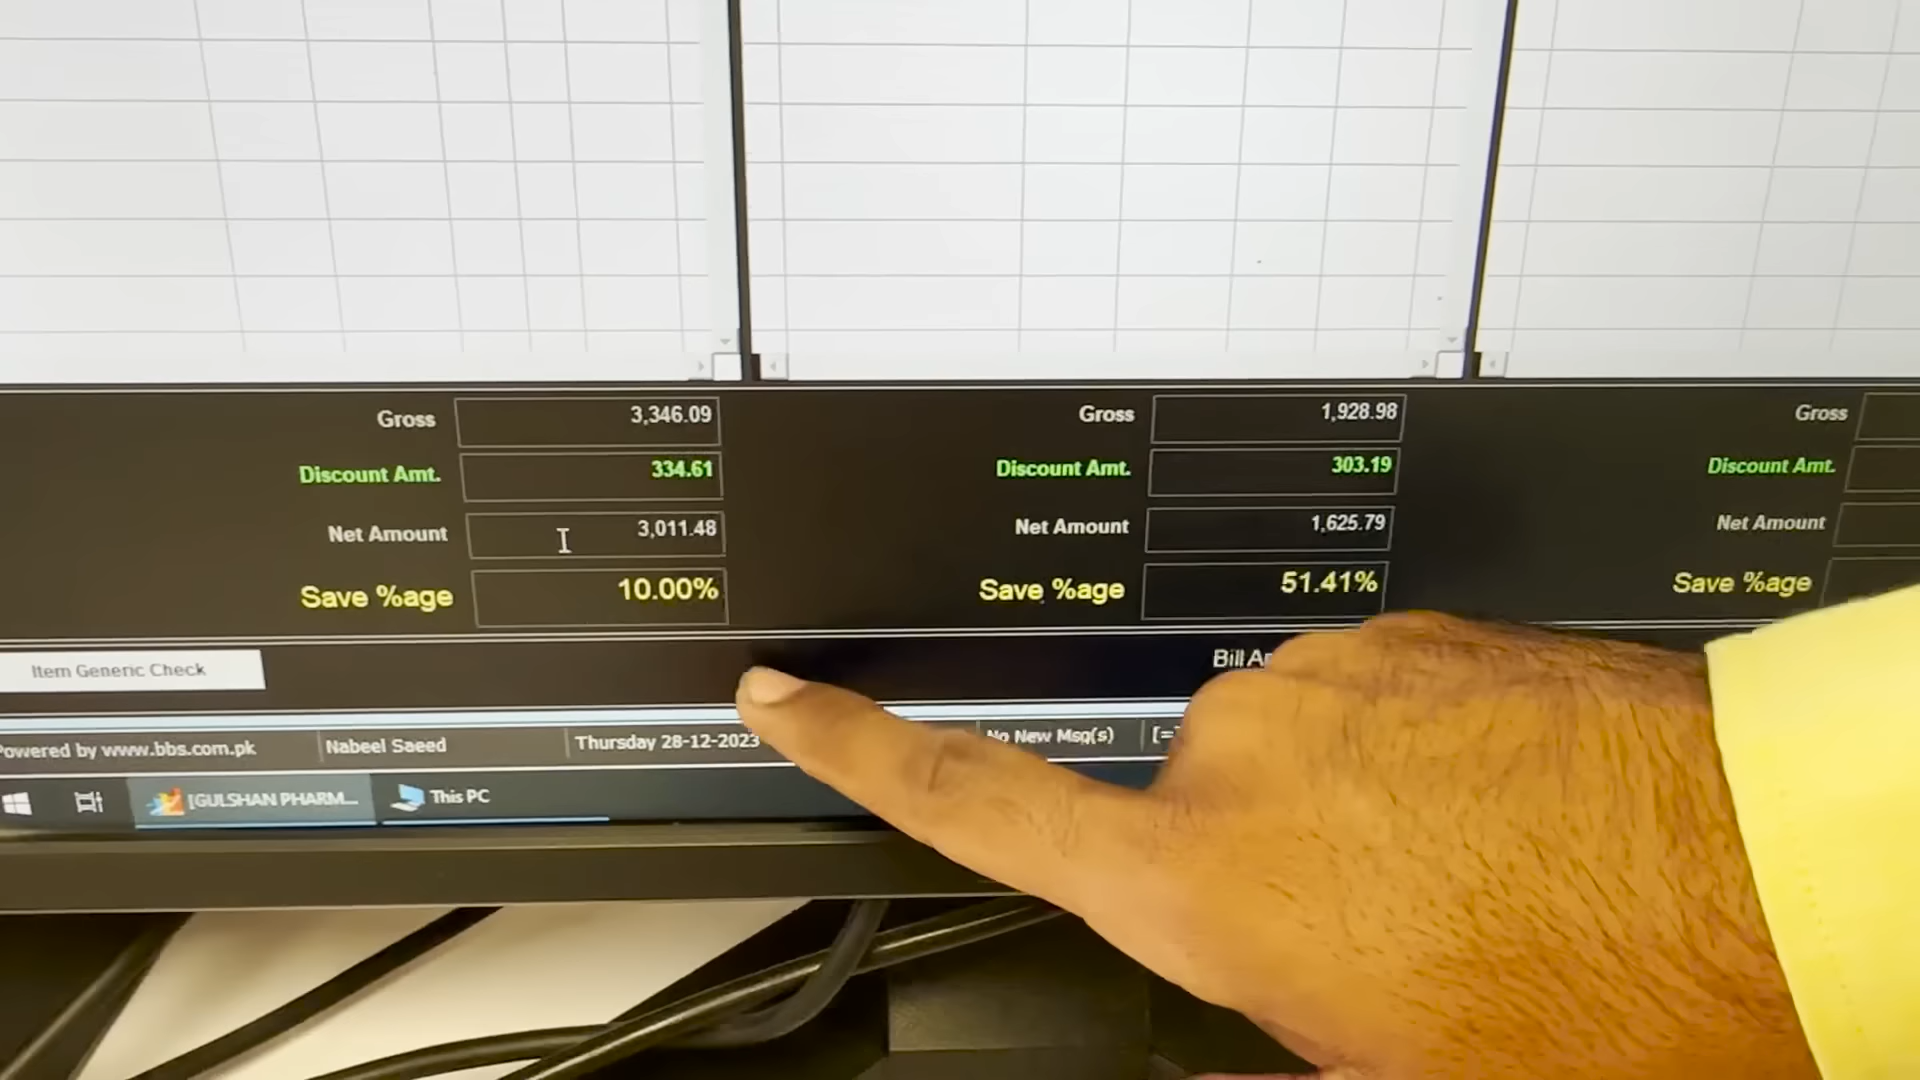 Gross 3,346.09 Gross 1,928.98 Gross
Discount Amt. 334.61 Discount Amt. 303.19 Discount Amt.
Net Amount 3,011.48 Net Amount 1,625.79 Net Amount
Save %age 10.00% Save %age 51.41% Save %age
Item Generic Check Bill
Powered by www.bbs.com.pk Nabeel Saeed Thursday 28-12-2023 No New Msg(s)
[GULSHAN PHARM... This PC